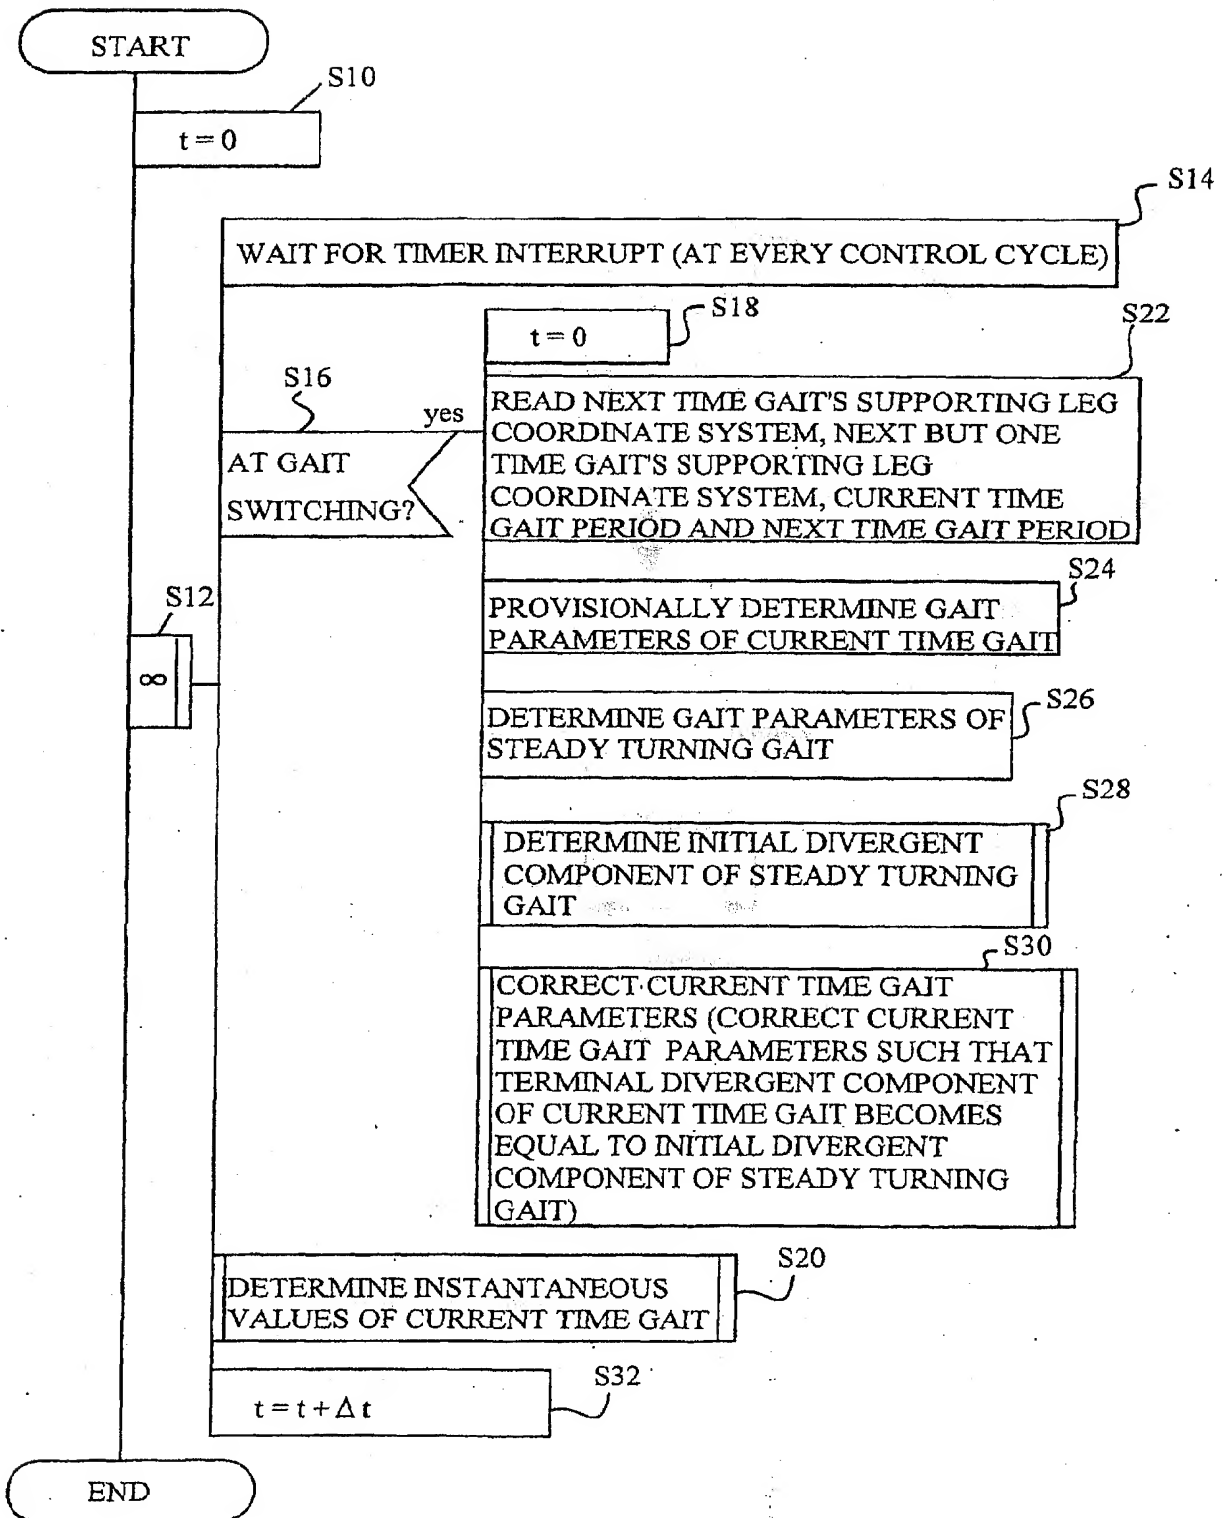 START
S10
t = 0
S14
WAIT FOR TIMER INTERRUPT (AT EVERY CONTROL CYCLE)
S18
t = 0
S22
S16
yes
AT GAIT
SWITCHING?
READ NEXT TIME GAIT'S SUPPORTING LEG
COORDINATE SYSTEM, NEXT BUT ONE
TIME GAIT'S SUPPORTING LEG
COORDINATE SYSTEM, CURRENT TIME
GAIT PERIOD AND NEXT TIME GAIT PERIOD
S24
PROVISIONALLY DETERMINE GAIT
PARAMETERS OF CURRENT TIME GAIT
S12
∞
S26
DETERMINE GAIT PARAMETERS OF
STEADY TURNING GAIT
S28
DETERMINE INITIAL DIVERGENT
COMPONENT OF STEADY TURNING
GAIT
S30
CORRECT CURRENT TIME GAIT
PARAMETERS (CORRECT CURRENT
TIME GAIT PARAMETERS SUCH THAT
TERMINAL DIVERGENT COMPONENT
OF CURRENT TIME GAIT BECOMES
EQUAL TO INITIAL DIVERGENT
COMPONENT OF STEADY TURNING
GAIT)
S20
DETERMINE INSTANTANEOUS
VALUES OF CURRENT TIME GAIT
S32
t = t + Δ t
END